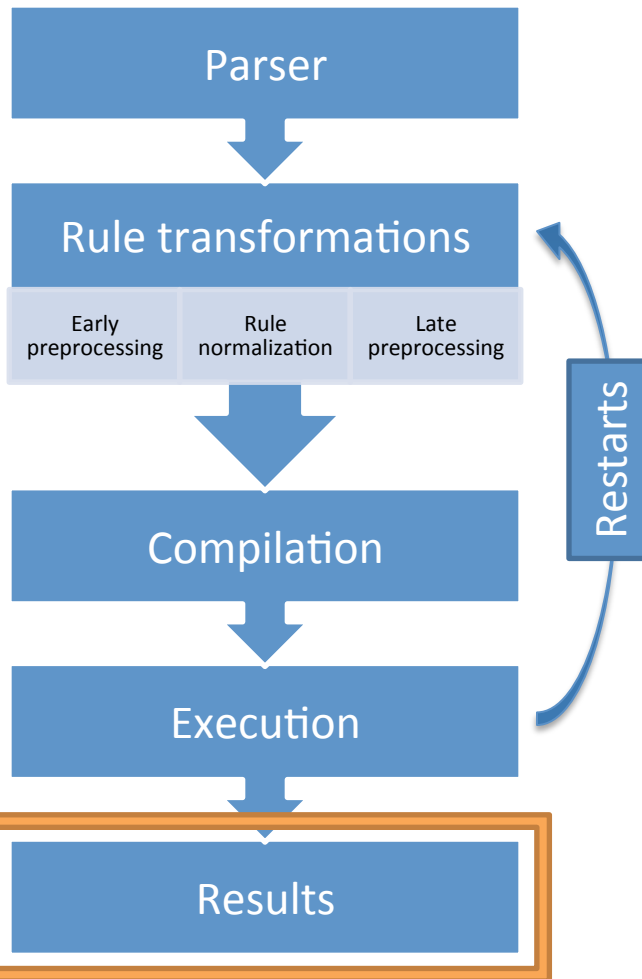 Parser
Rule transformations
Early
preprocessing
Rule
normalization
Late
preprocessing
Restarts
Compilation
Execution
Results